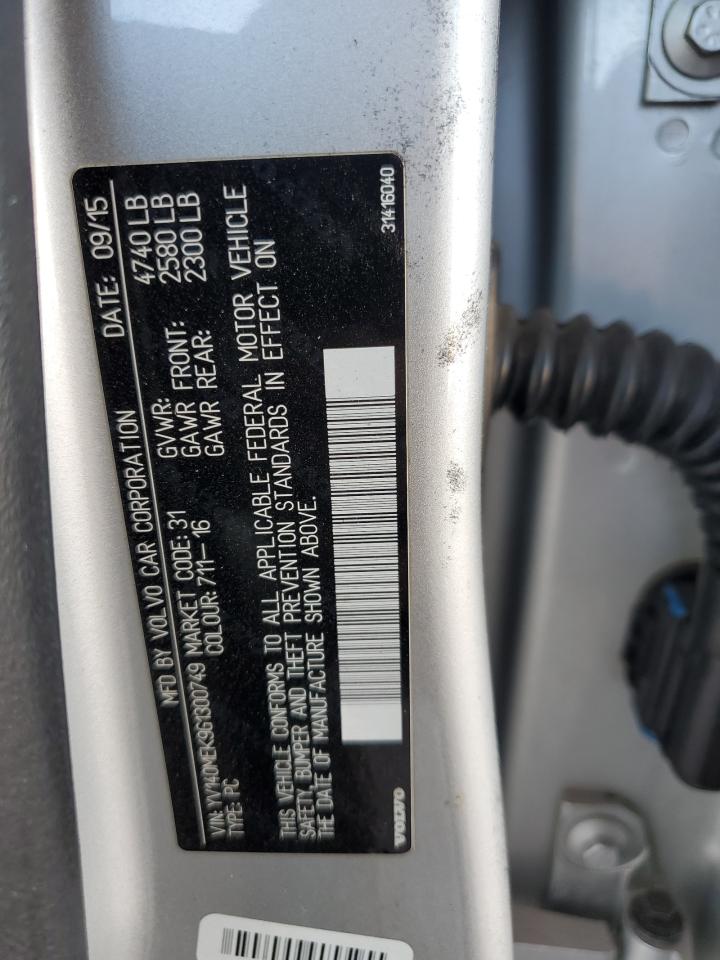 MFD BY VOLVO CAR CORPORATION DATE: 09/15
VIN YV140MEK9G1300749 MARKET CODE: 31 GVWR: 4740 LB
TYPE: PC COLOUR: 711-16 GAWR FRONT: 2580 LB
GAWR REAR: 2300 LB
THIS VEHICLE CONFORMS TO ALL APPLICABLE FEDERAL MOTOR VEHICLE
SAFETY, BUMPER AND THEFT PREVENTION STANDARDS IN EFFECT ON
THE DATE OF MANUFACTURE SHOWN ABOVE.
VOLVO 31416040